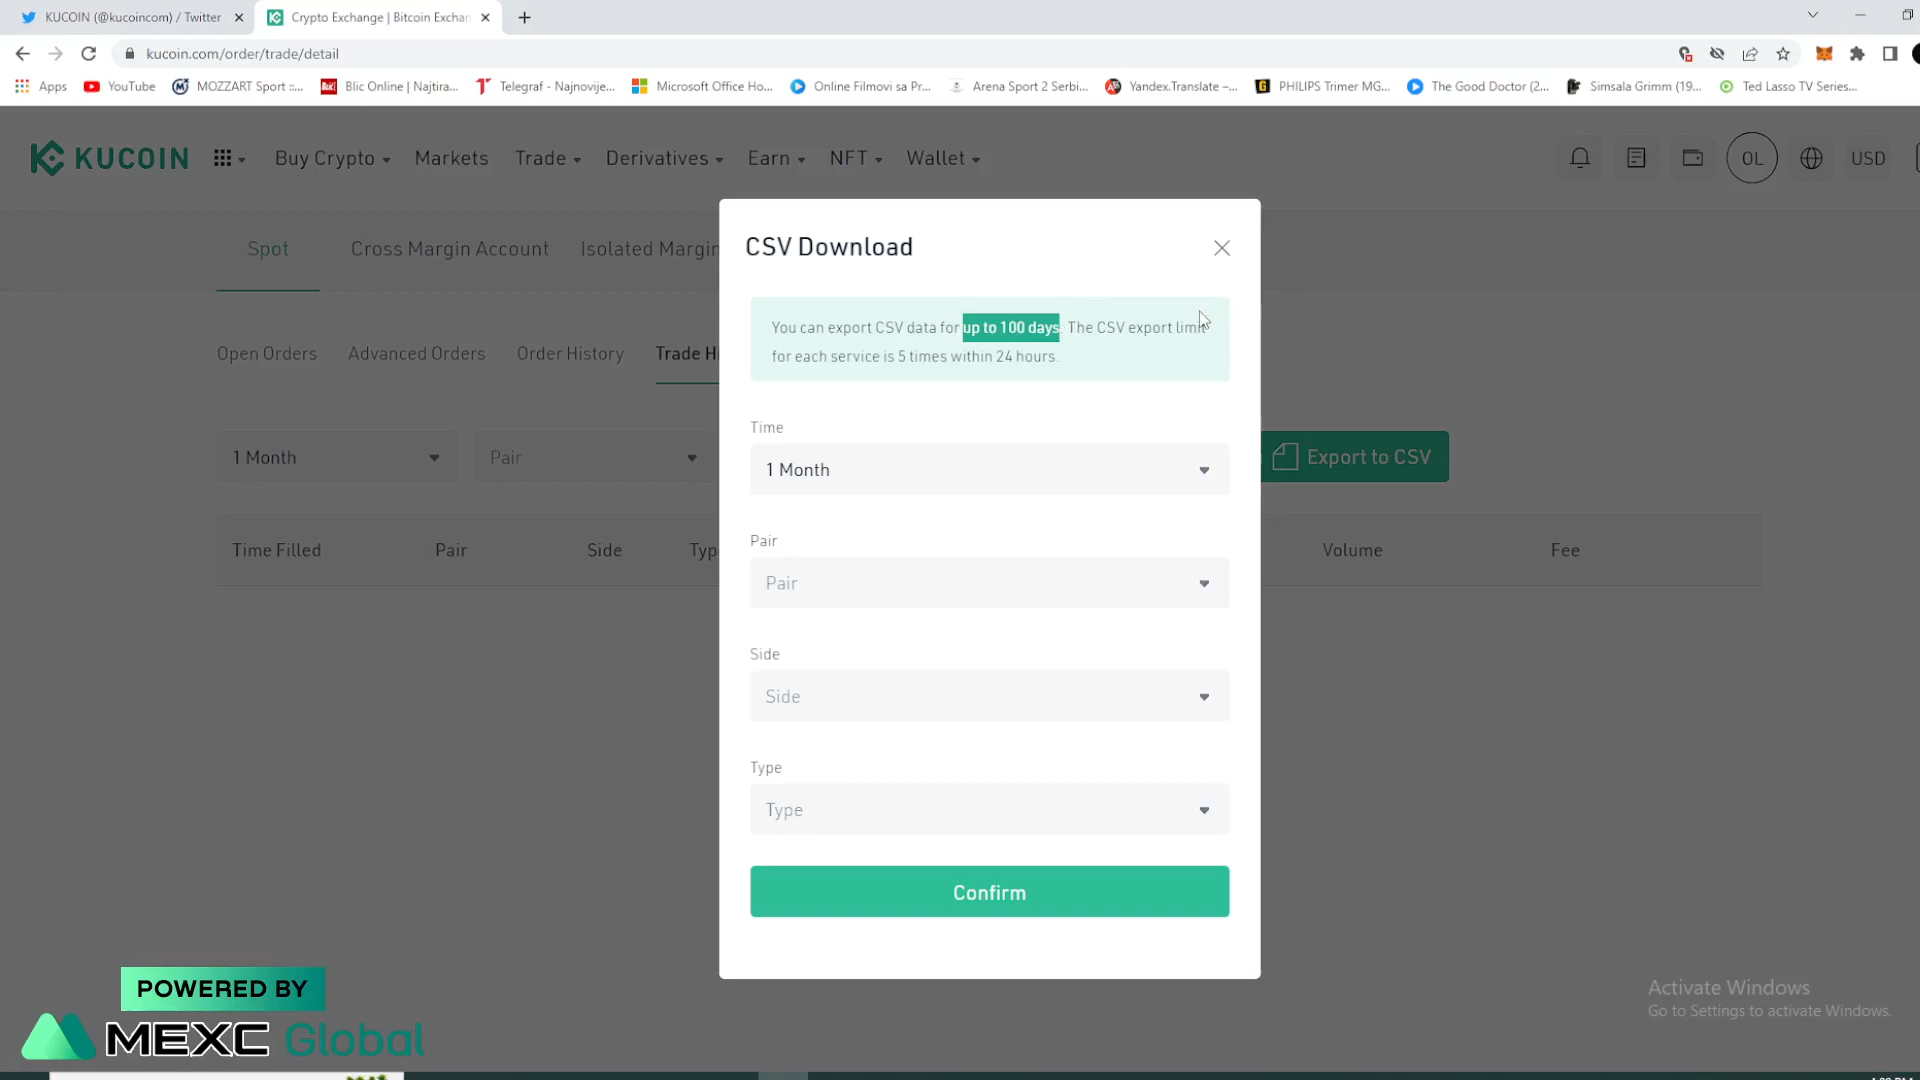 KUCOIN (@kucoincom) / Twitter
Crypto Exchange | Bitcoin Exchan
kucoin.com/order/trade/detail
Apps
YouTube
MOZZART Sport ::...
Blic Online | Najtira...
Telegraf - Najnovije...
Microsoft Office Ho...
Online Filmovi sa Pr...
Arena Sport 2 Serbi...
Yandex.Translate –...
PHILIPS Trimer MG...
The Good Doctor (2...
Simsala Grimm (19...
Ted Lasso TV Series...
KUCOIN
Buy Crypto
Markets
Trade
Derivatives
Earn
NFT
Wallet
OL
USD
Spot
Cross Margin Account
Isolated Margin
CSV Download
You can export CSV data for up to 100 days. The CSV export limit
for each service is 5 times within 24 hours.
Open Orders
Advanced Orders
Order History
Trade Hi
Time
1 Month
Pair
1 Month
Export to CSV
Pair
Pair
Time Filled
Pair
Side
Typ
Volume
Fee
Side
Side
Type
Type
Confirm
POWERED BY
MEXC Global
Activate Windows
Go to Settings to activate Windows.